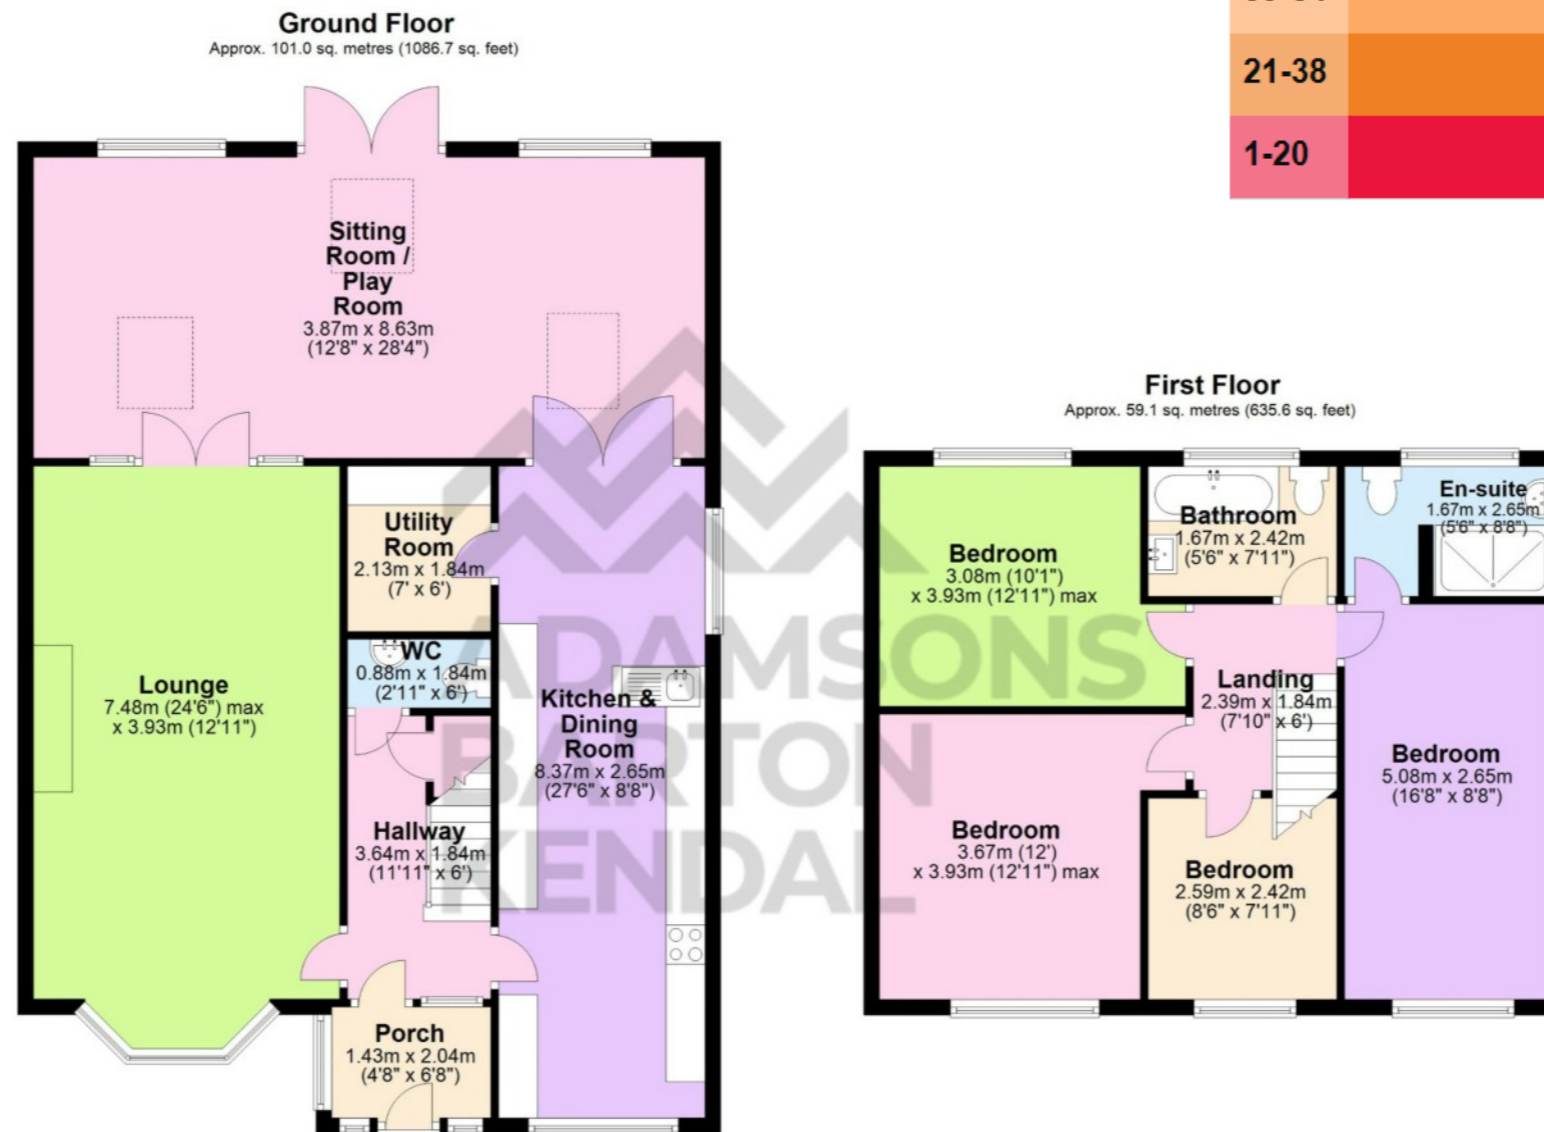 Ground Floor
Approx. 101.0 sq. metres (1086.7 sq. feet)
21-38
1-20
Sitting
Room /
Play
Room
3.87m x 8.63m
(12'8" x 28'4")
Utility
Room
2.13m x 1.84m
(7' x 6')
WC
0.88m x 1.84m
(2'11" x 6')
Lounge
7.48m (24'6") max
x 3.93m (12'11")
Kitchen &
Dining
Room
8.37m x 2.65m
(27'6" x 8'8")
Hallway
3.64m x 1.84m
(11'11" x 6')
Porch
1.43m x 2.04m
(4'8" x 6'8")
First Floor
Approx. 59.1 sq. metres (635.6 sq. feet)
Bedroom
3.08m (10'1")
x 3.93m (12'11") max
Bathroom
1.67m x 2.42m
(5'6" x 7'11")
En-suite
1.67m x 2.65m
(5'6" x 8'8")
Landing
2.39m x 1.84m
(7'10" x 6')
Bedroom
5.08m x 2.65m
(16'8" x 8'8")
Bedroom
3.67m (12')
x 3.93m (12'11") max
Bedroom
2.59m x 2.42m
(8'6" x 7'11")
ADAMSONS
BARTON
KENDAL